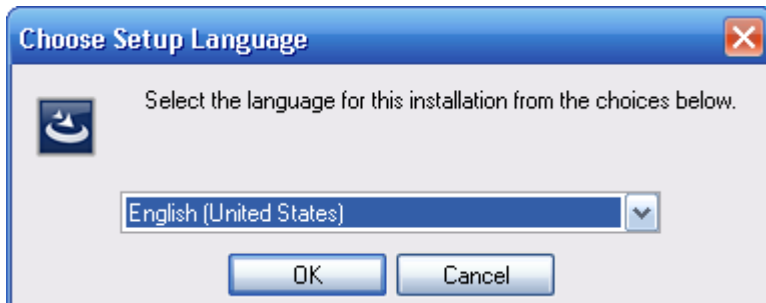 Choose Setup Language
Select the language for this installation from the choices below.
English (United States)
OK
Cancel